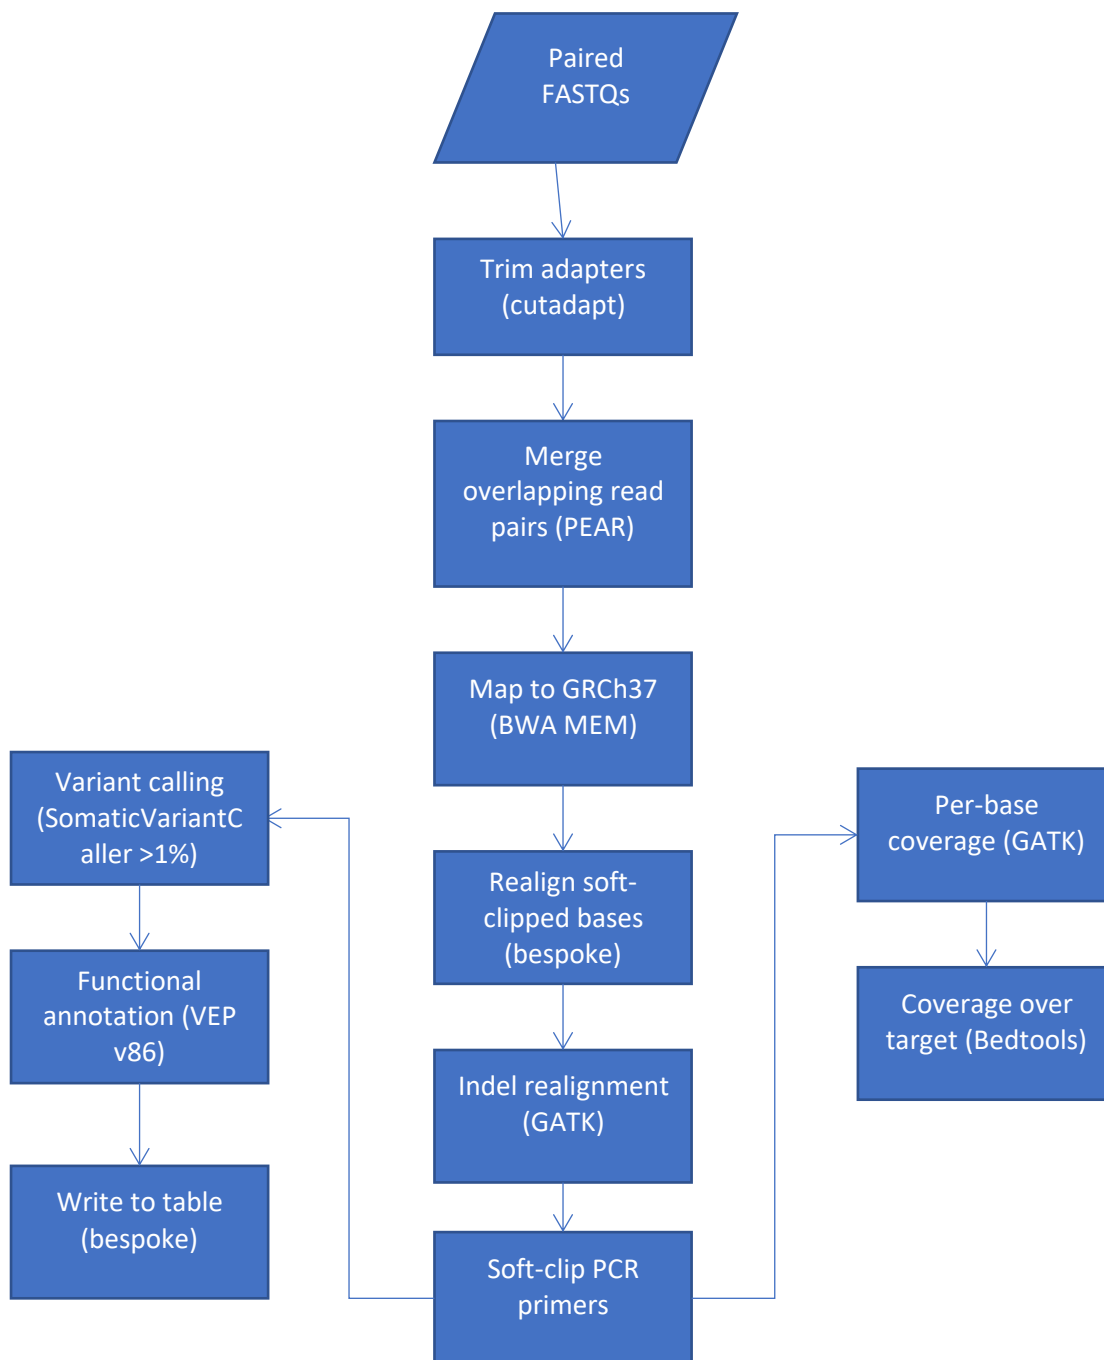 Paired
FASTQs
Trim adapters
(cutadapt)
Merge
overlapping read
pairs (PEAR)
Map to GRCh37
(BWA MEM)
Realign soft-
clipped bases
(bespoke)
Indel realignment
(GATK)
Soft-clip PCR
primers
Variant calling
(SomaticVariantC
aller >1%)
Functional
annotation (VEP
v86)
Write to table
(bespoke)
Per-base
coverage (GATK)
Coverage over
target (Bedtools)